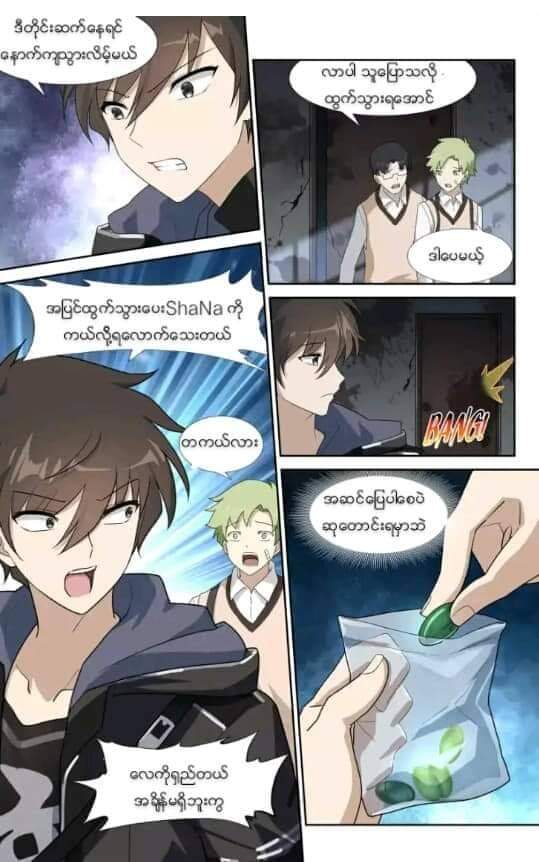 ဒီတိုင်းဆက်နေရင်
နောက်ကျသွားလိမ့်မယ်
အပြင်ထွက်သွားပေးShaNa ကို
ကယ်လို့ရလောက်သေးတယ်
တကယ်လား
လေကိုရှည်တယ်
အချိန်မရှိဘူးကွ
လာပါ သူပြောသလို
ထွက်သွားရအောင်
ဒါပေမယ့်
BANG!
အဆင်ပြေပါစေပဲ
ဆုတောင်းရမှာဘဲ